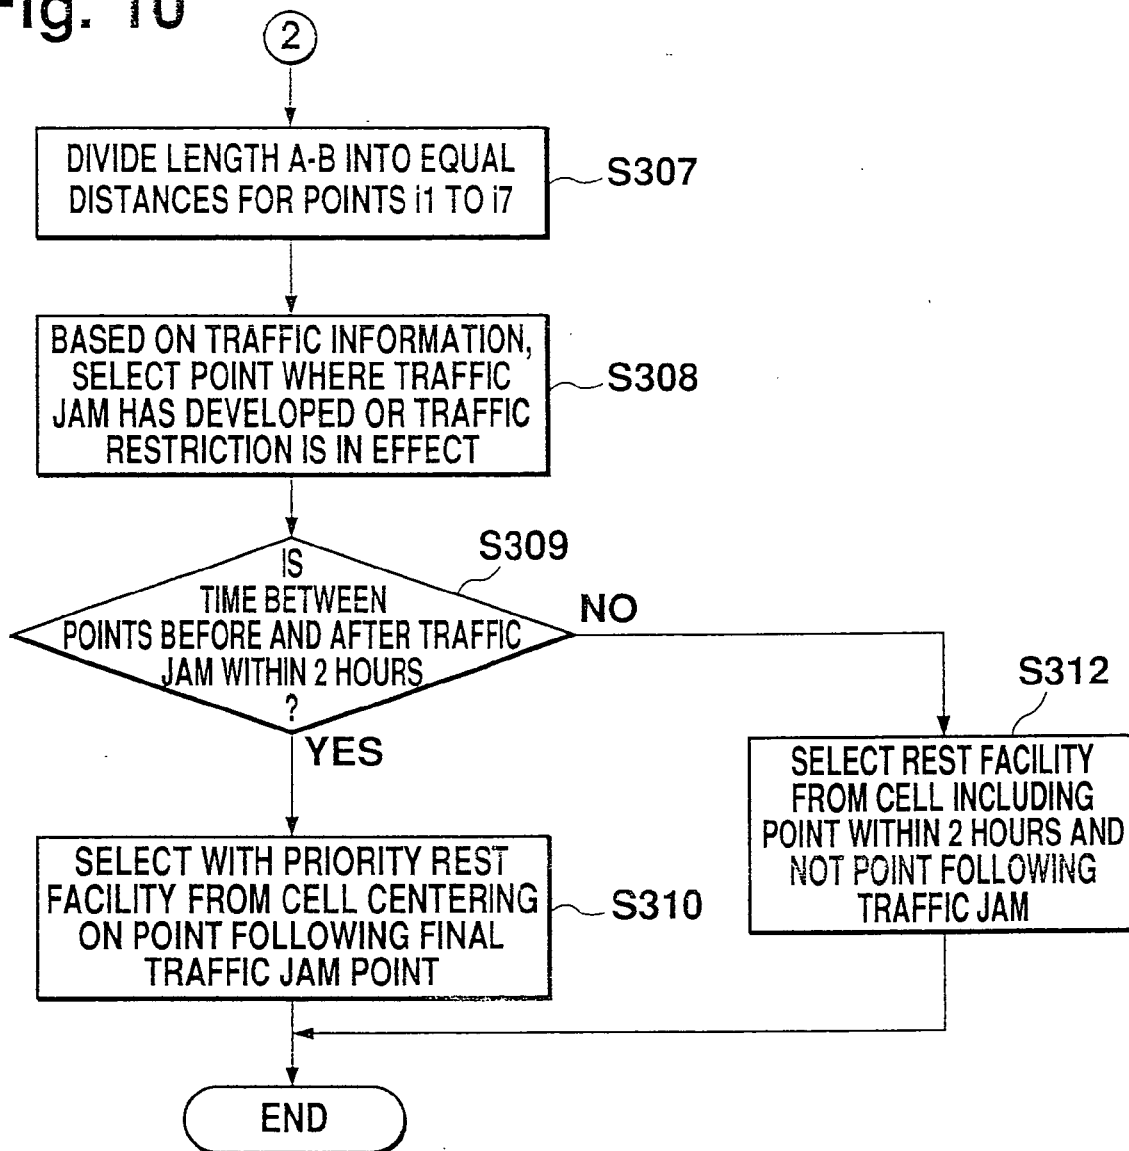 Fig. 10
2
DIVIDE LENGTH A-B INTO EQUAL
DISTANCES FOR POINTS i1 TO i7
S307
BASED ON TRAFFIC INFORMATION,
SELECT POINT WHERE TRAFFIC
JAM HAS DEVELOPED OR TRAFFIC
RESTRICTION IS IN EFFECT
S308
S309
IS
TIME BETWEEN
POINTS BEFORE AND AFTER TRAFFIC
JAM WITHIN 2 HOURS
?
NO
YES
S312
SELECT REST FACILITY
FROM CELL INCLUDING
POINT WITHIN 2 HOURS AND
NOT POINT FOLLOWING
TRAFFIC JAM
SELECT WITH PRIORITY REST
FACILITY FROM CELL CENTERING
ON POINT FOLLOWING FINAL
TRAFFIC JAM POINT
S310
END